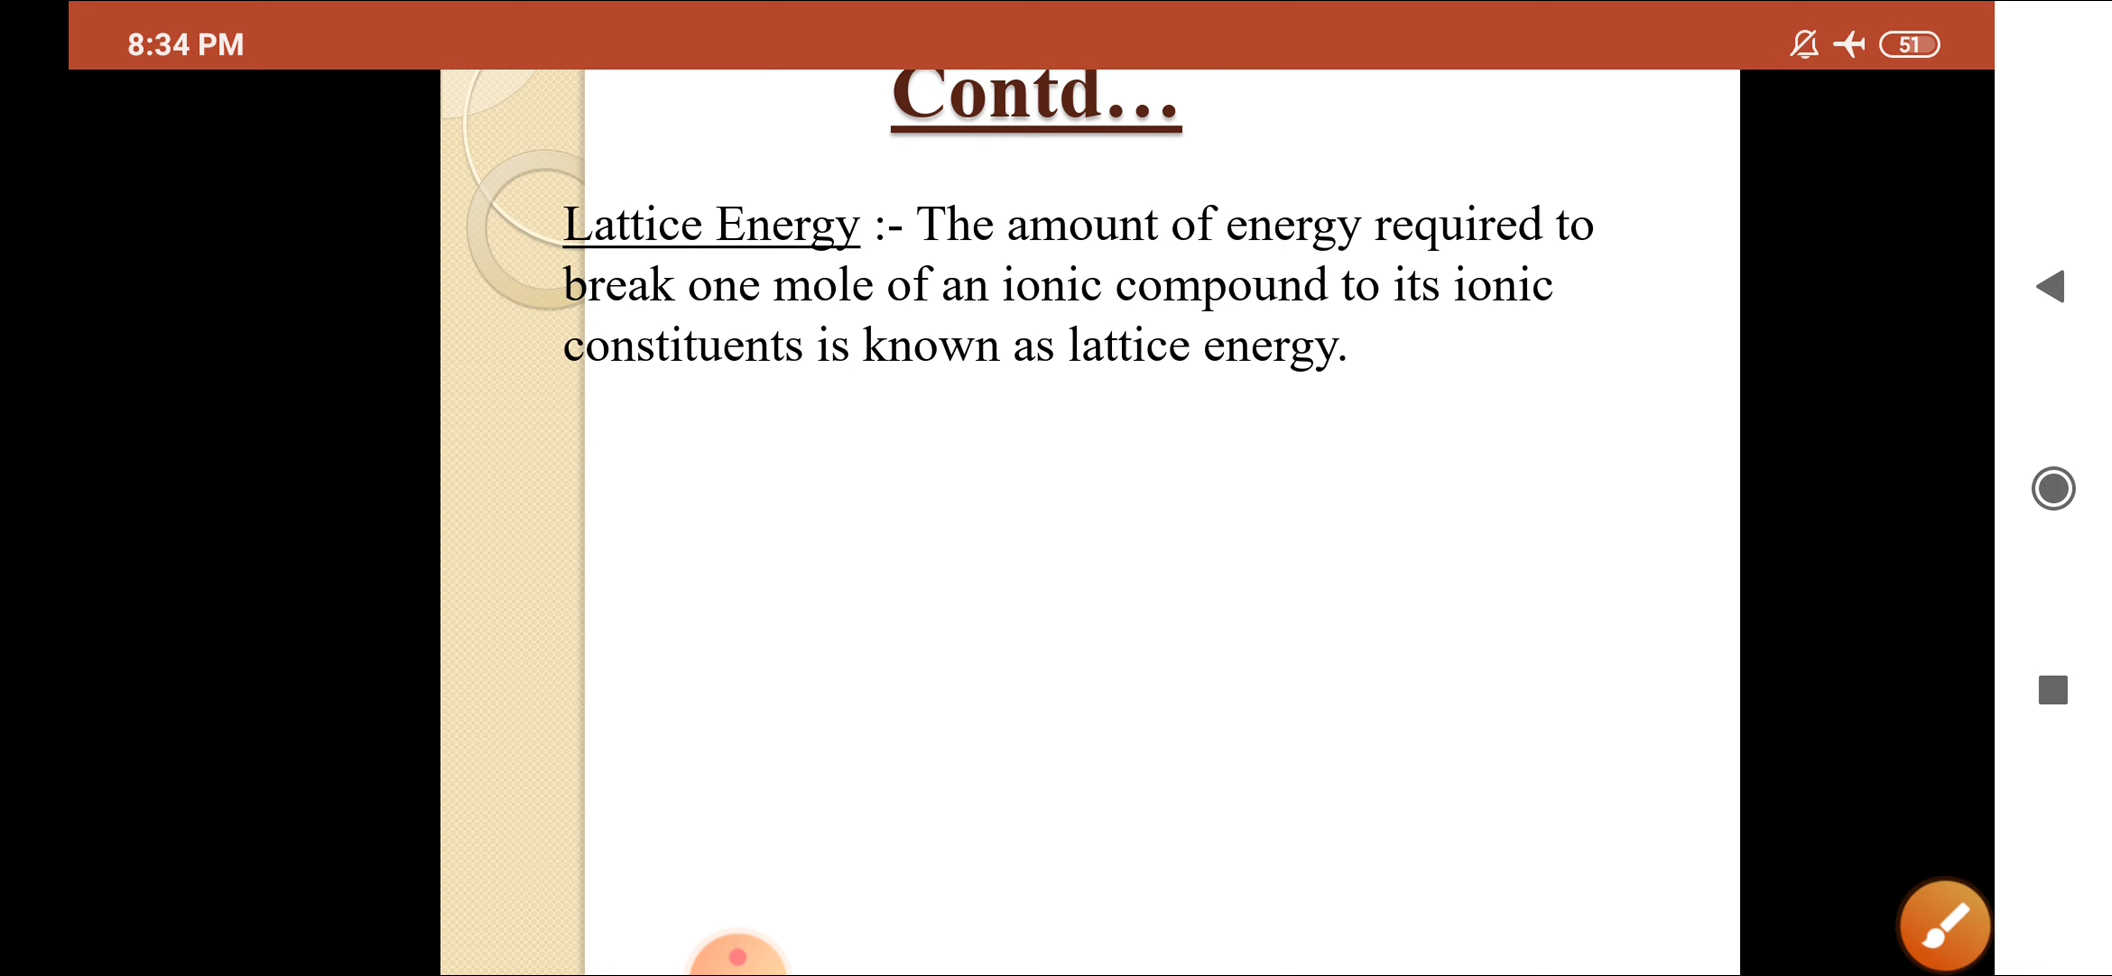 8:34 PM
51
Contd...
Lattice Energy :- The amount of energy required to
break one mole of an ionic compound to its ionic
constituents is known as lattice energy.